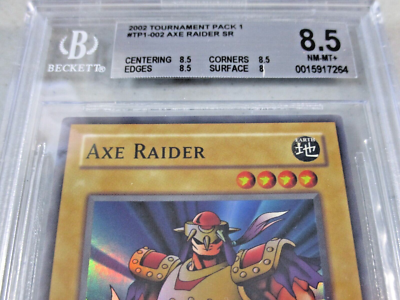 2002 TOURNAMENT PACK 1
#TP1-002 AXE RAIDER SR
CENTERING 8.5 CORNERS 8.5
EDGES 8.5 SURFACE 8
8.5
NM-MT+
0015917264
B
BECKETT®
AXE RAIDER
EARTH
地